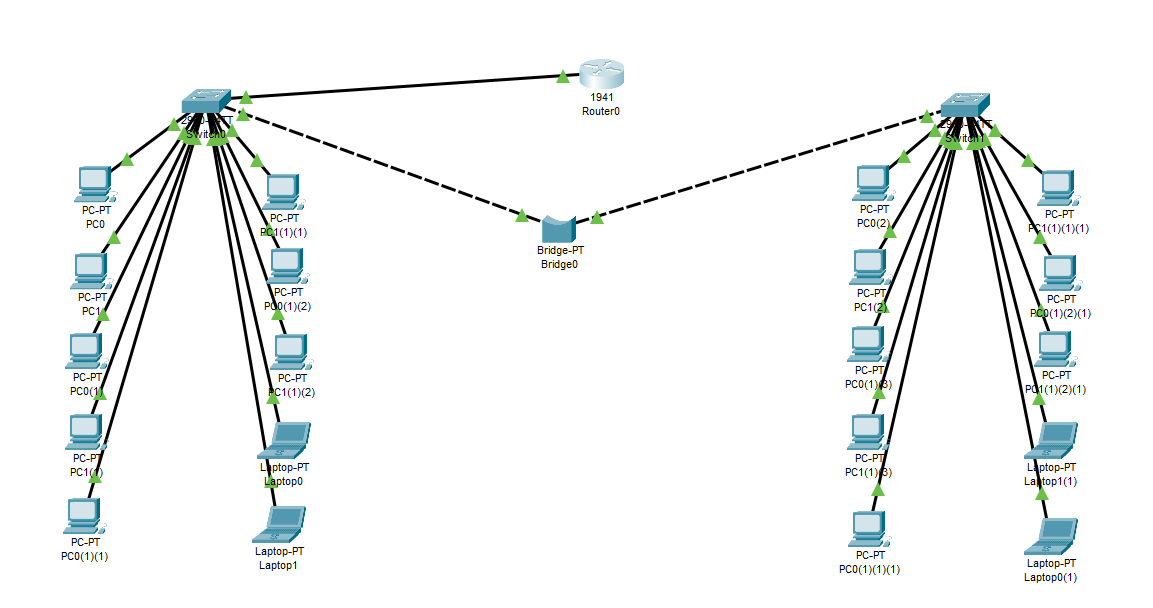 1941
Router0
Switch0
Switch1
PC-PT
PC0
PC-PT
PC1(1)(1)
PC-PT
PC1
PC-PT
PC0(1)(2)
PC-PT
PC0(1)
PC-PT
PC1(1)(2)
PC-PT
PC1(1)
Laptop-PT
Laptop0
PC-PT
PC0(1)(1)
Laptop-PT
Laptop1
Bridge-PT
Bridge0
PC-PT
PC0(2)
PC-PT
PC1(1)(1)(1)
PC-PT
PC1(2)
PC-PT
PC0(1)(2)(1)
PC-PT
PC0(1)(3)
PC-PT
PC1(1)(2)(1)
PC-PT
PC1(1)(3)
Laptop-PT
Laptop1(1)
PC-PT
PC0(1)(1)(1)
Laptop-PT
Laptop0(1)